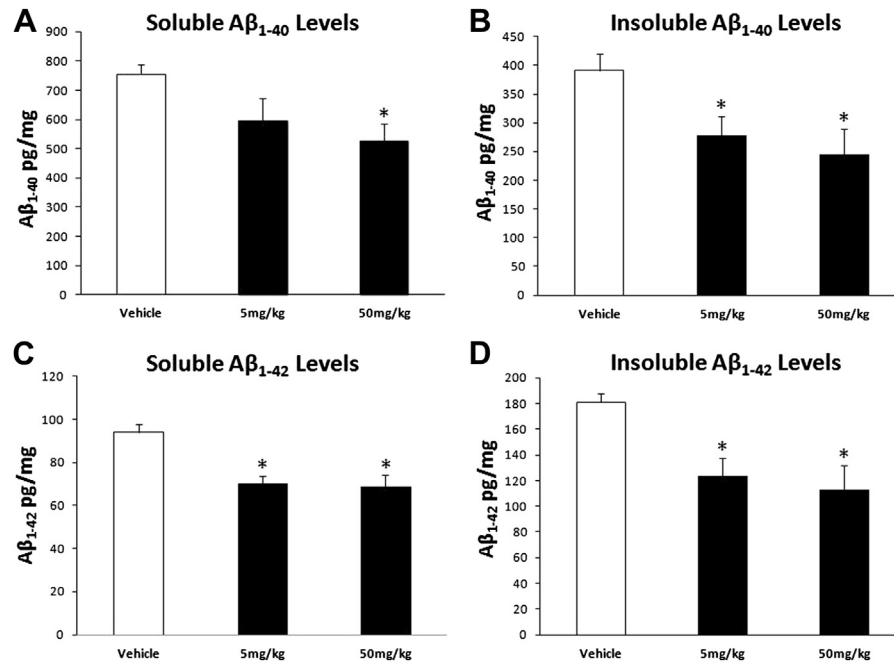 A
Soluble Aβ1-40 Levels
Aβ1-40 pg/mg
900
800
700
600
500
400
300
200
100
0
*
Vehicle
5mg/kg
50mg/kg
B
Insoluble Aβ1-40 Levels
Aβ1-40 pg/mg
450
400
350
300
250
200
150
100
50
0
*
*
Vehicle
5mg/kg
50mg/kg
C
Soluble Aβ1-42 Levels
Aβ1-42 pg/mg
120
100
80
60
40
20
0
*
*
Vehicle
5mg/kg
50mg/kg
D
Insoluble Aβ1-42 Levels
Aβ1-42 pg/mg
200
180
160
140
120
100
80
60
40
20
0
*
*
Vehicle
5mg/kg
50mg/kg